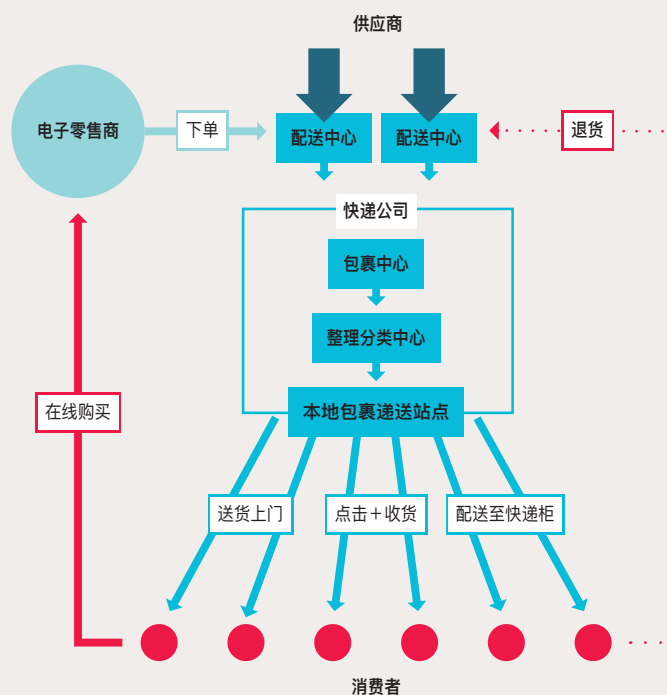 供应商
电子零售商
下单
配送中心
配送中心
退货
快递公司
包裹中心
整理分类中心
在线购买
本地包裹递送站点
送货上门
点击+收货
配送至快递柜
消费者